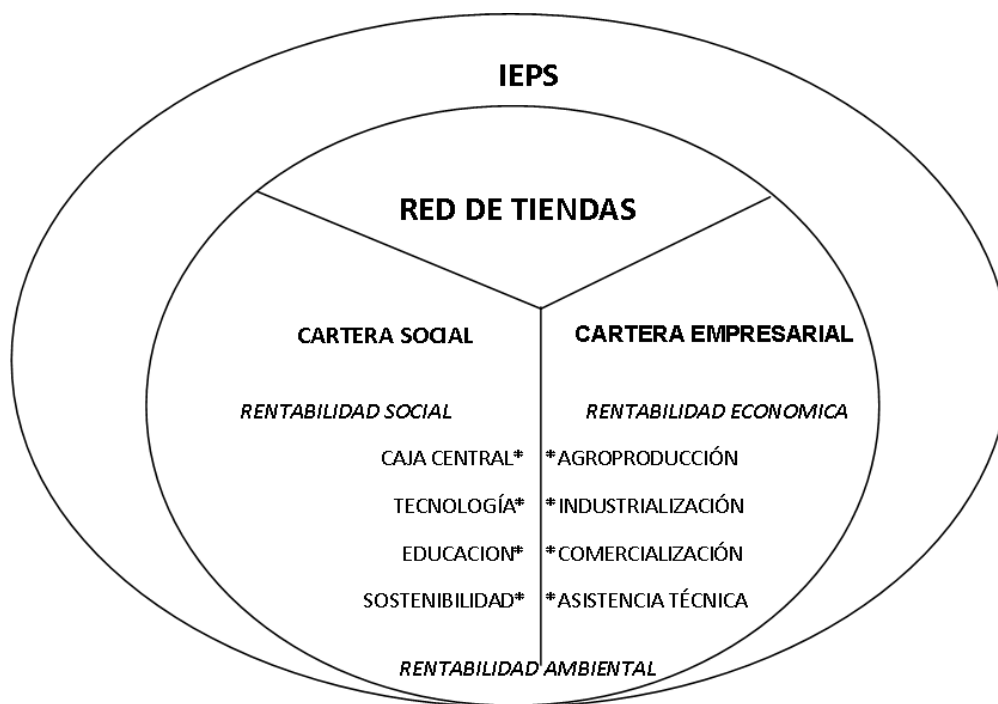 IEPS
RED DE TIENDAS
CARTERA SOCIAL
RENTABILIDAD SOCIAL
CAJA CENTRAL*
TECNOLOGÍA*
EDUCACION*
SOSTENIBILIDAD*
CARTERA EMPRESARIAL
RENTABILIDAD ECONOMICA
*AGROPRODUCCIÓN
*INDUSTRIALIZACIÓN
*COMERCIALIZACIÓN
*ASISTENCIA TÉCNICA
RENTABILIDAD AMBIENTAL